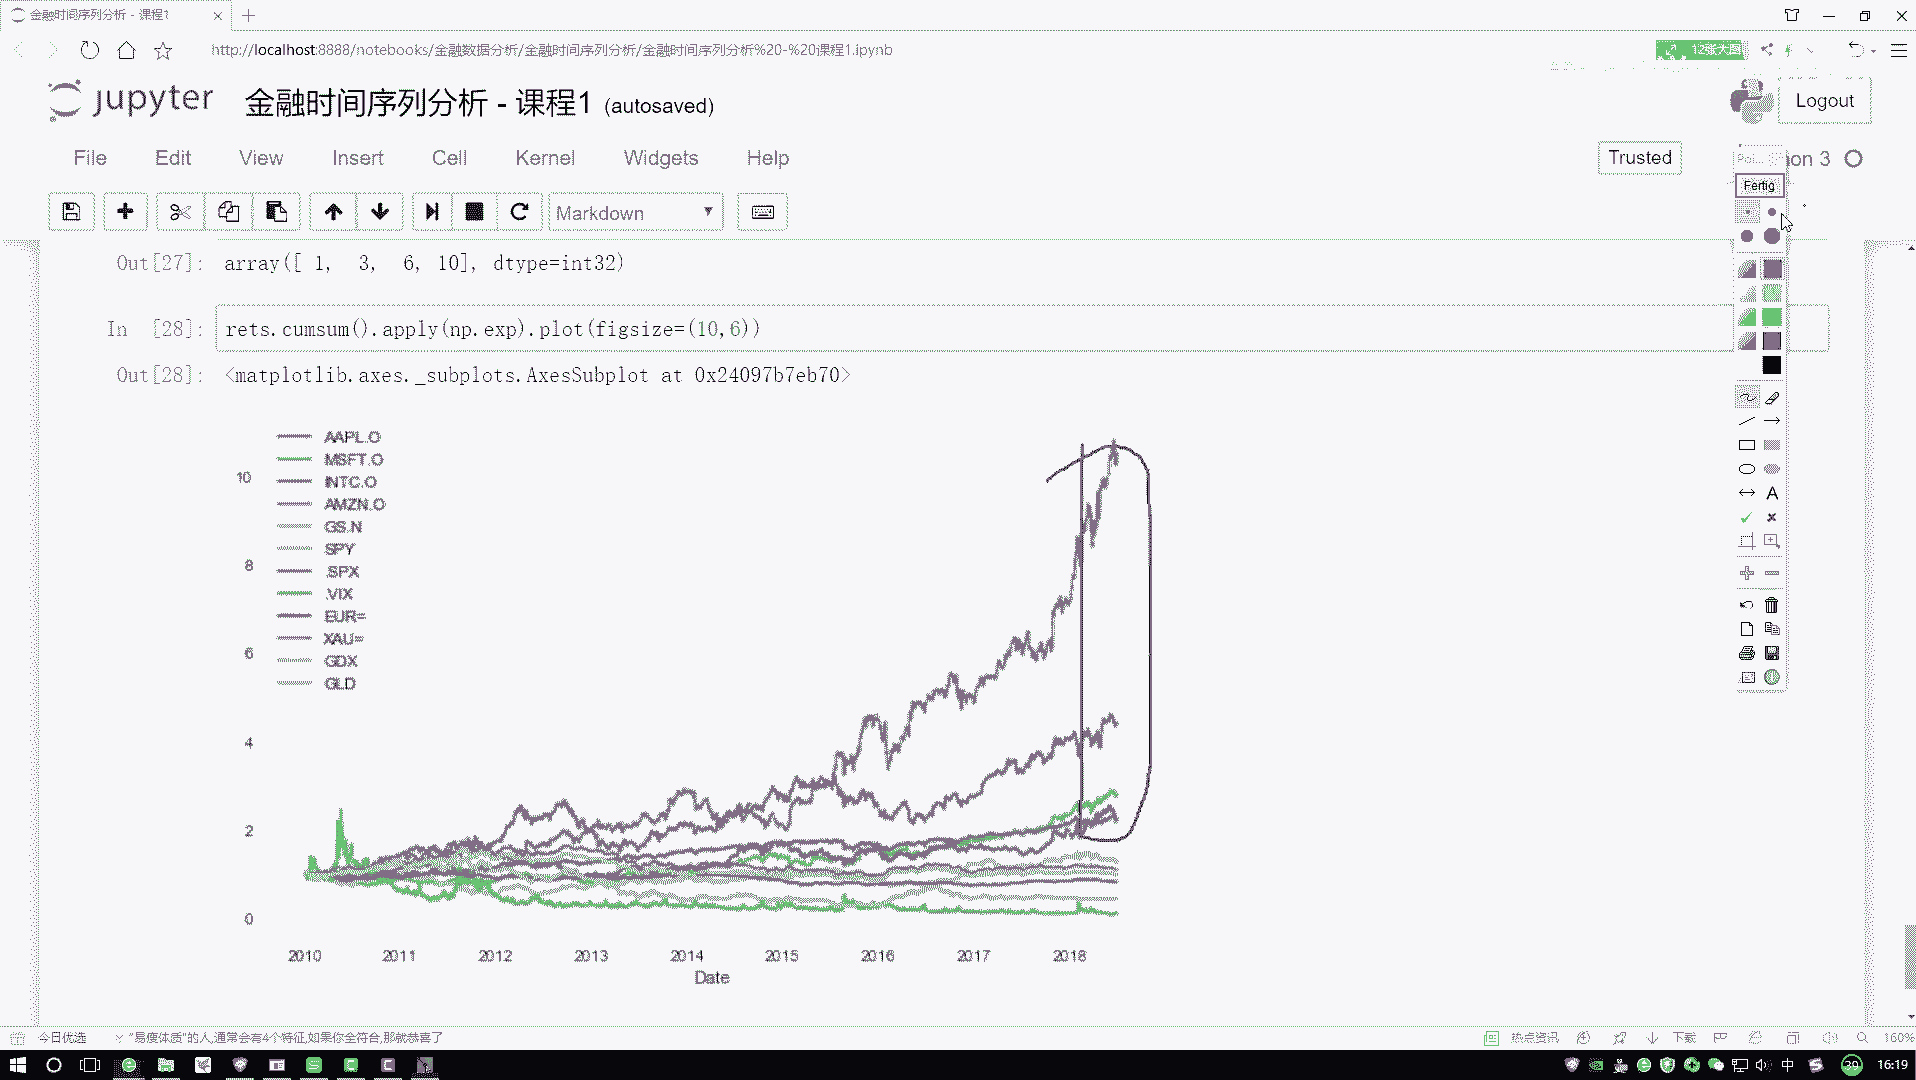 金融时间序列分析 - 课程1
http://localhost:8888/notebooks/金融数据分析/金融时间序列分析/金融时间序列分析%20-%20课程1.ipynb
12张大图
jupyter 金融时间序列分析 - 课程1 (autosaved)
Logout
File Edit View Insert Cell Kernel Widgets Help
Trusted
hon 3
Poi...
Fertig
Markdown
Out[27]: array([ 1, 3, 6, 10], dtype=int32)
In [28]: rets.cumsum().apply(np.exp).plot(figsize=(10,6))
Out[28]: <matplotlib.axes._subplots.AxesSubplot at 0x24097b7eb70>
AAPL.O
MSFT.O
INTC.O
AMZN.O
GS.N
SPY
.SPX
.VIX
EUR=
XAU=
GDX
GLD
10
8
6
4
2
0
2010 2011 2012 2013 2014 2015 2016 2017 2018
Date
A
今日优选
"易瘦体质"的人,通常会有4个特征,如果你全符合,那就恭喜了
热点资讯
下载
160%
中
39
16:19